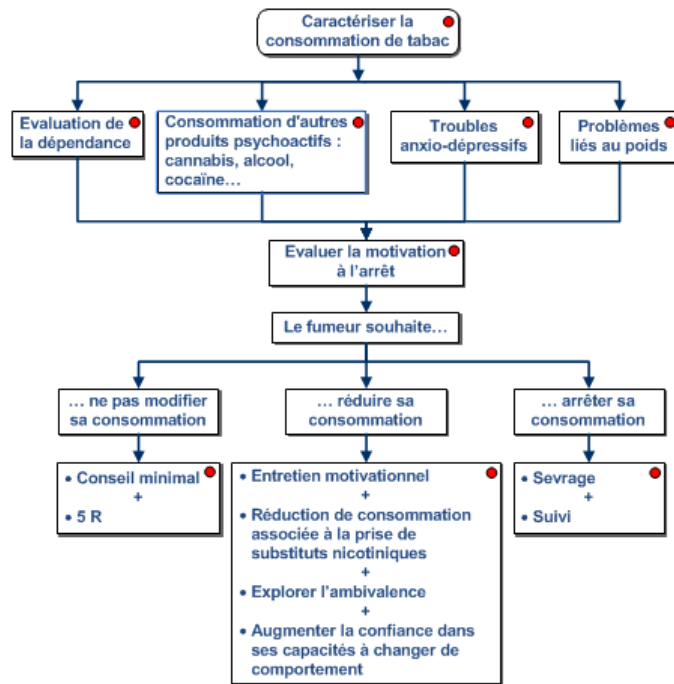 Caractériser la
consommation de tabac
Evaluation de
la dépendance
Consommation d'autres
produits psychoactifs :
cannabis, alcool,
cocaïne…
Troubles
anxio-dépressifs
Problèmes
liés au poids
Evaluer la motivation
à l'arrêt
Le fumeur souhaite…
… ne pas modifier
sa consommation
… réduire sa
consommation
… arrêter sa
consommation
• Conseil minimal
+
• 5 R
• Entretien motivationnel
+
• Réduction de consommation
associée à la prise de
substituts nicotiniques
+
• Explorer l'ambivalence
+
• Augmenter la confiance dans
ses capacités à changer de
comportement
• Sevrage
+
• Suivi